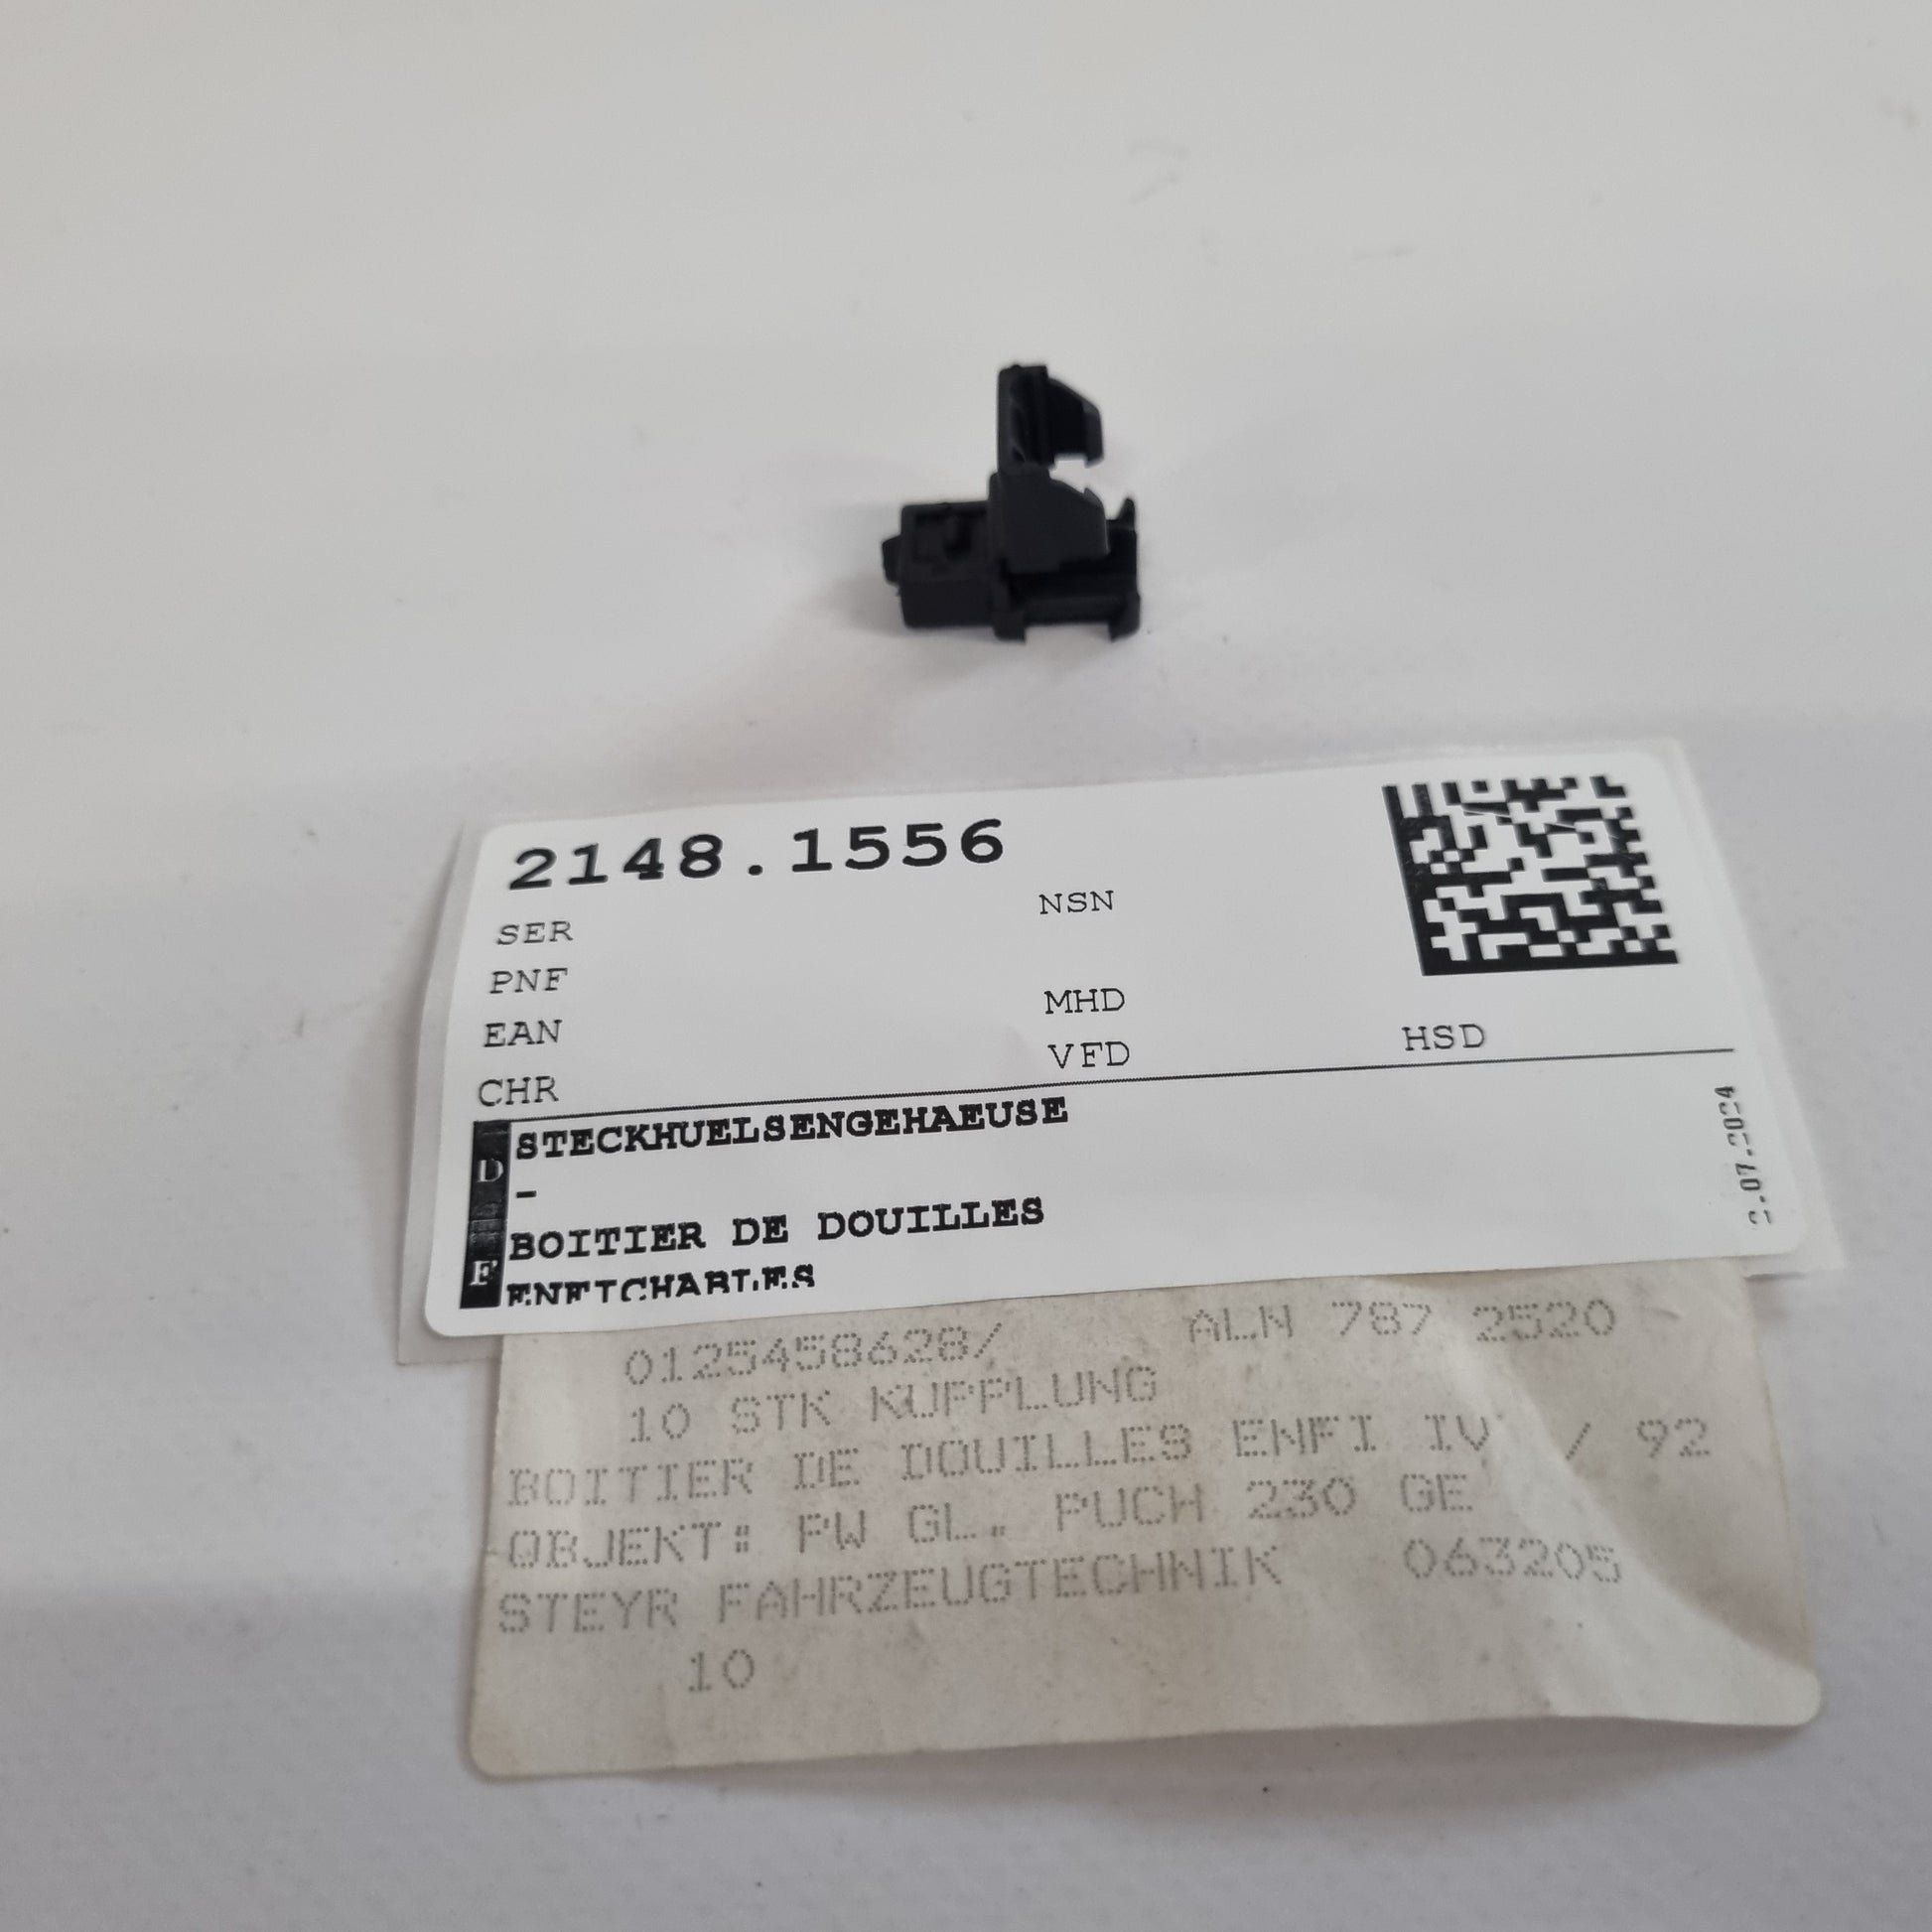 2148.1556
SER
NSN
PNF
EAN
MHD
CHR
VFD
HSD
D
STECKHUELSENGEHAEUSE
-
BOITIER DE DOUILLES
F
ENFICHABLES
0125458628/ ALN 787 2520
10 STK KUPPLUNG
BOITIER DE DOUILLES ENFI IV / 92
OBJEKT: PW GL. PUCH 230 GE
STEYR FAHRZEUGTECHNIK 063205
10